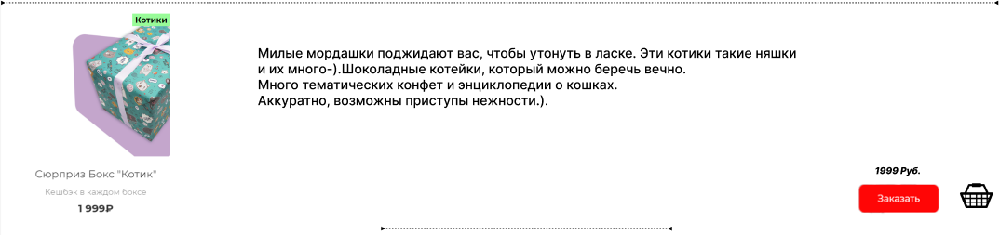 Котики
Милые мордашки поджидают вас, чтобы утонуть в ласке. Эти котики такие няшки
и их много-).Шоколадные котейки, который можно беречь вечно.
Много тематических конфет и энциклопедии о кошках.
Аккуратно, возможны приступы нежности.).
Сюрприз Бокс "Котик"
Кешбэк в каждом боксе
1 999₽
1999 Руб.
Заказать